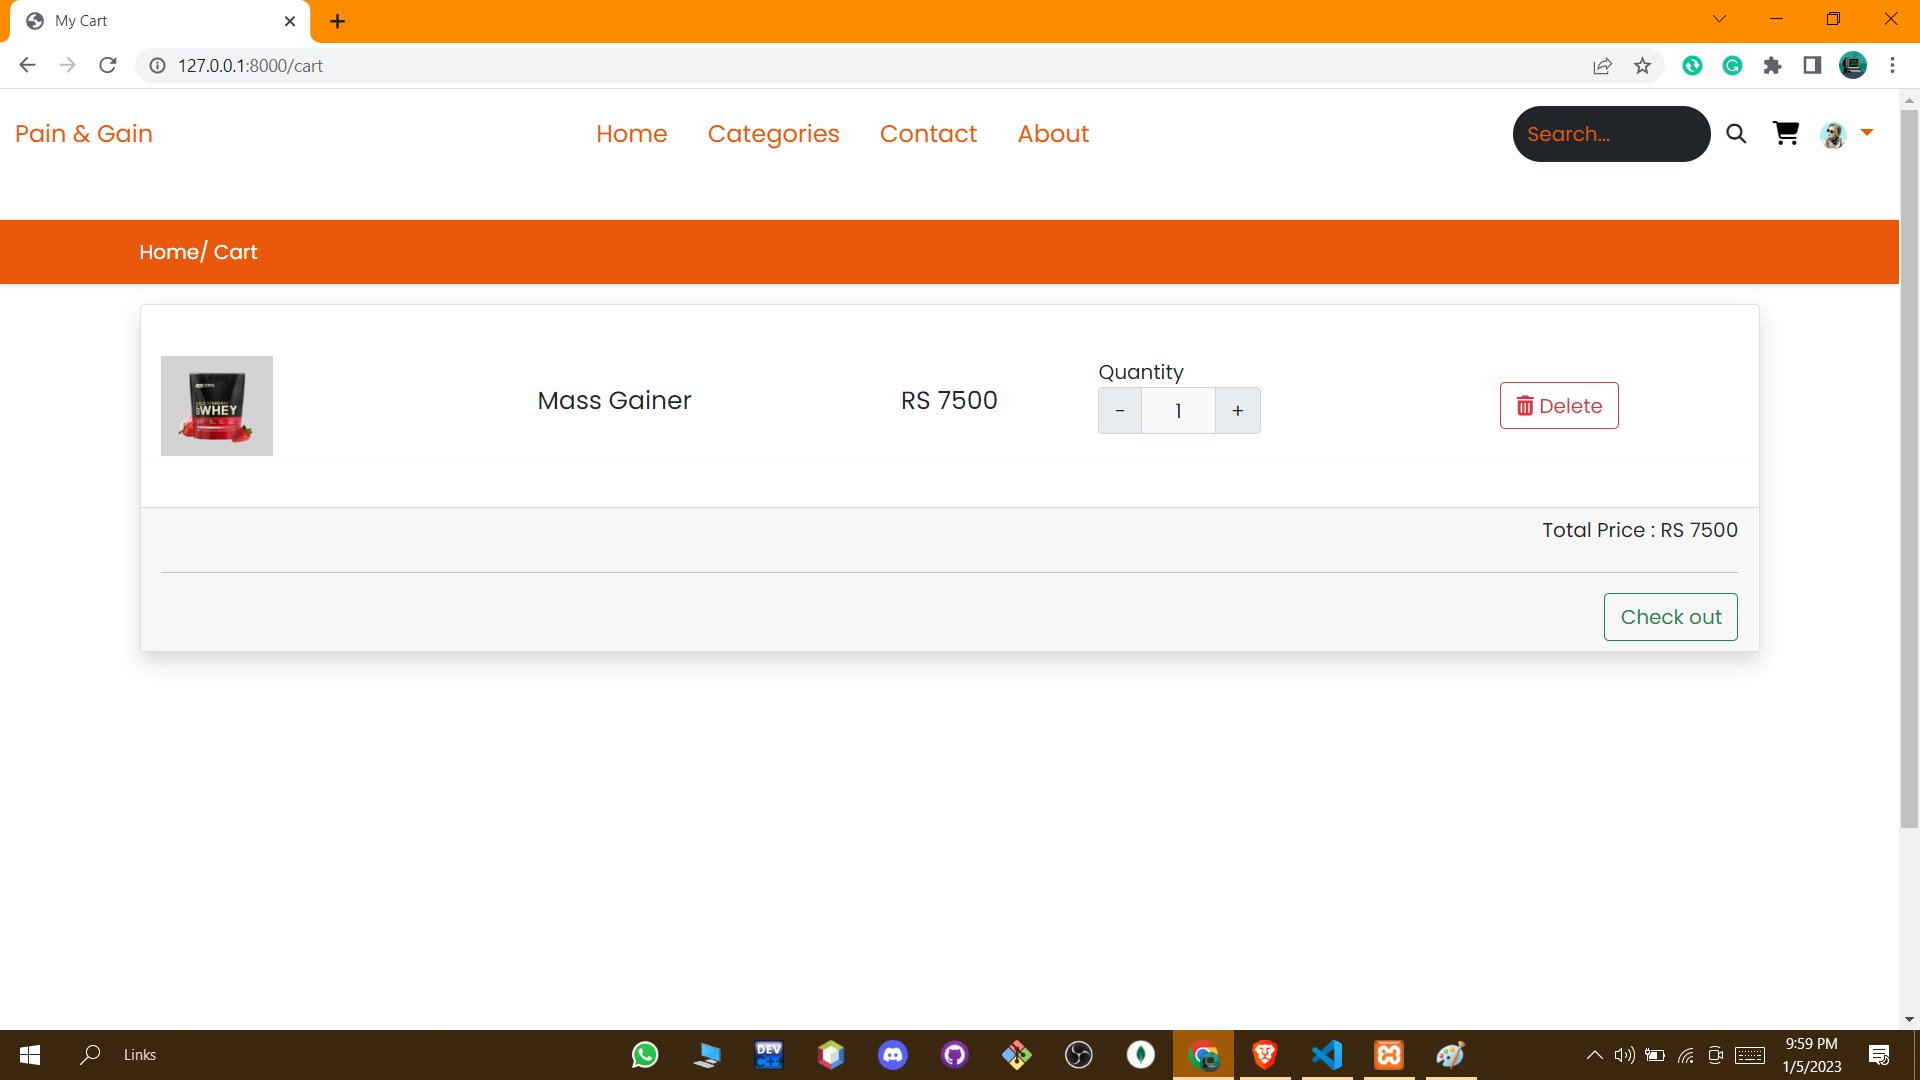 My Cart
127.0.0.1:8000/cart
Pain & Gain
Home Categories Contact About
Search...
Home/ Cart
WHEY
Mass Gainer
RS 7500
Quantity
- 1 +
Delete
Total Price : RS 7500
Check out
Links
DEV
9:59 PM
1/5/2023